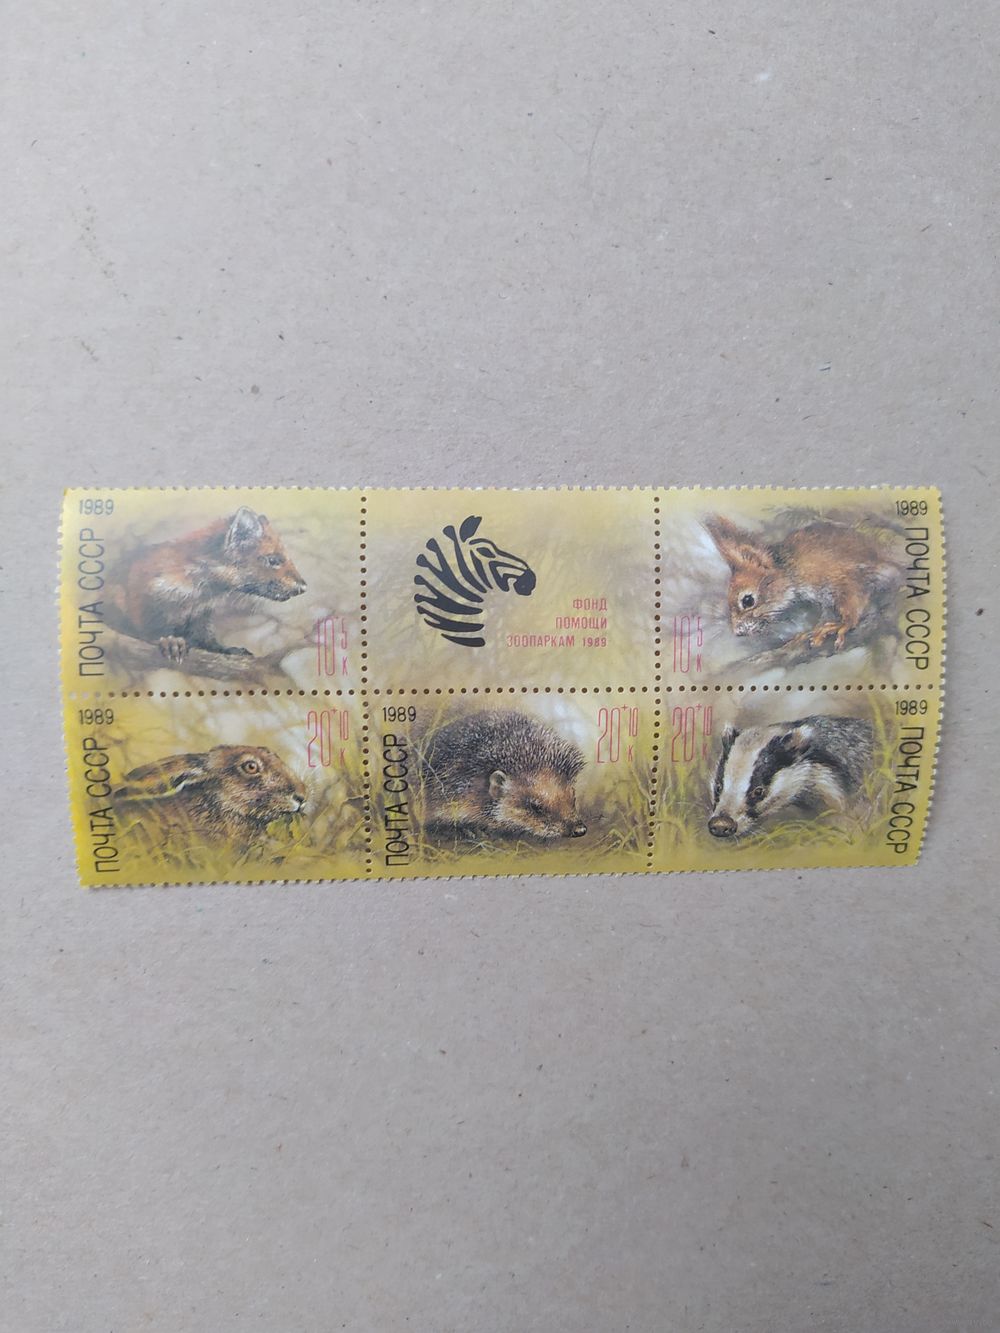 1989
ПОЧТА СССР
10+5
К
ФОНД
ПОМОЩИ
ЗООПАРКАМ 1989
1989
ПОЧТА СССР
10+5
К
1989
ПОЧТА СССР
20+10
К
1989
ПОЧТА СССР
20+10
К
1989
ПОЧТА СССР
20+10
К